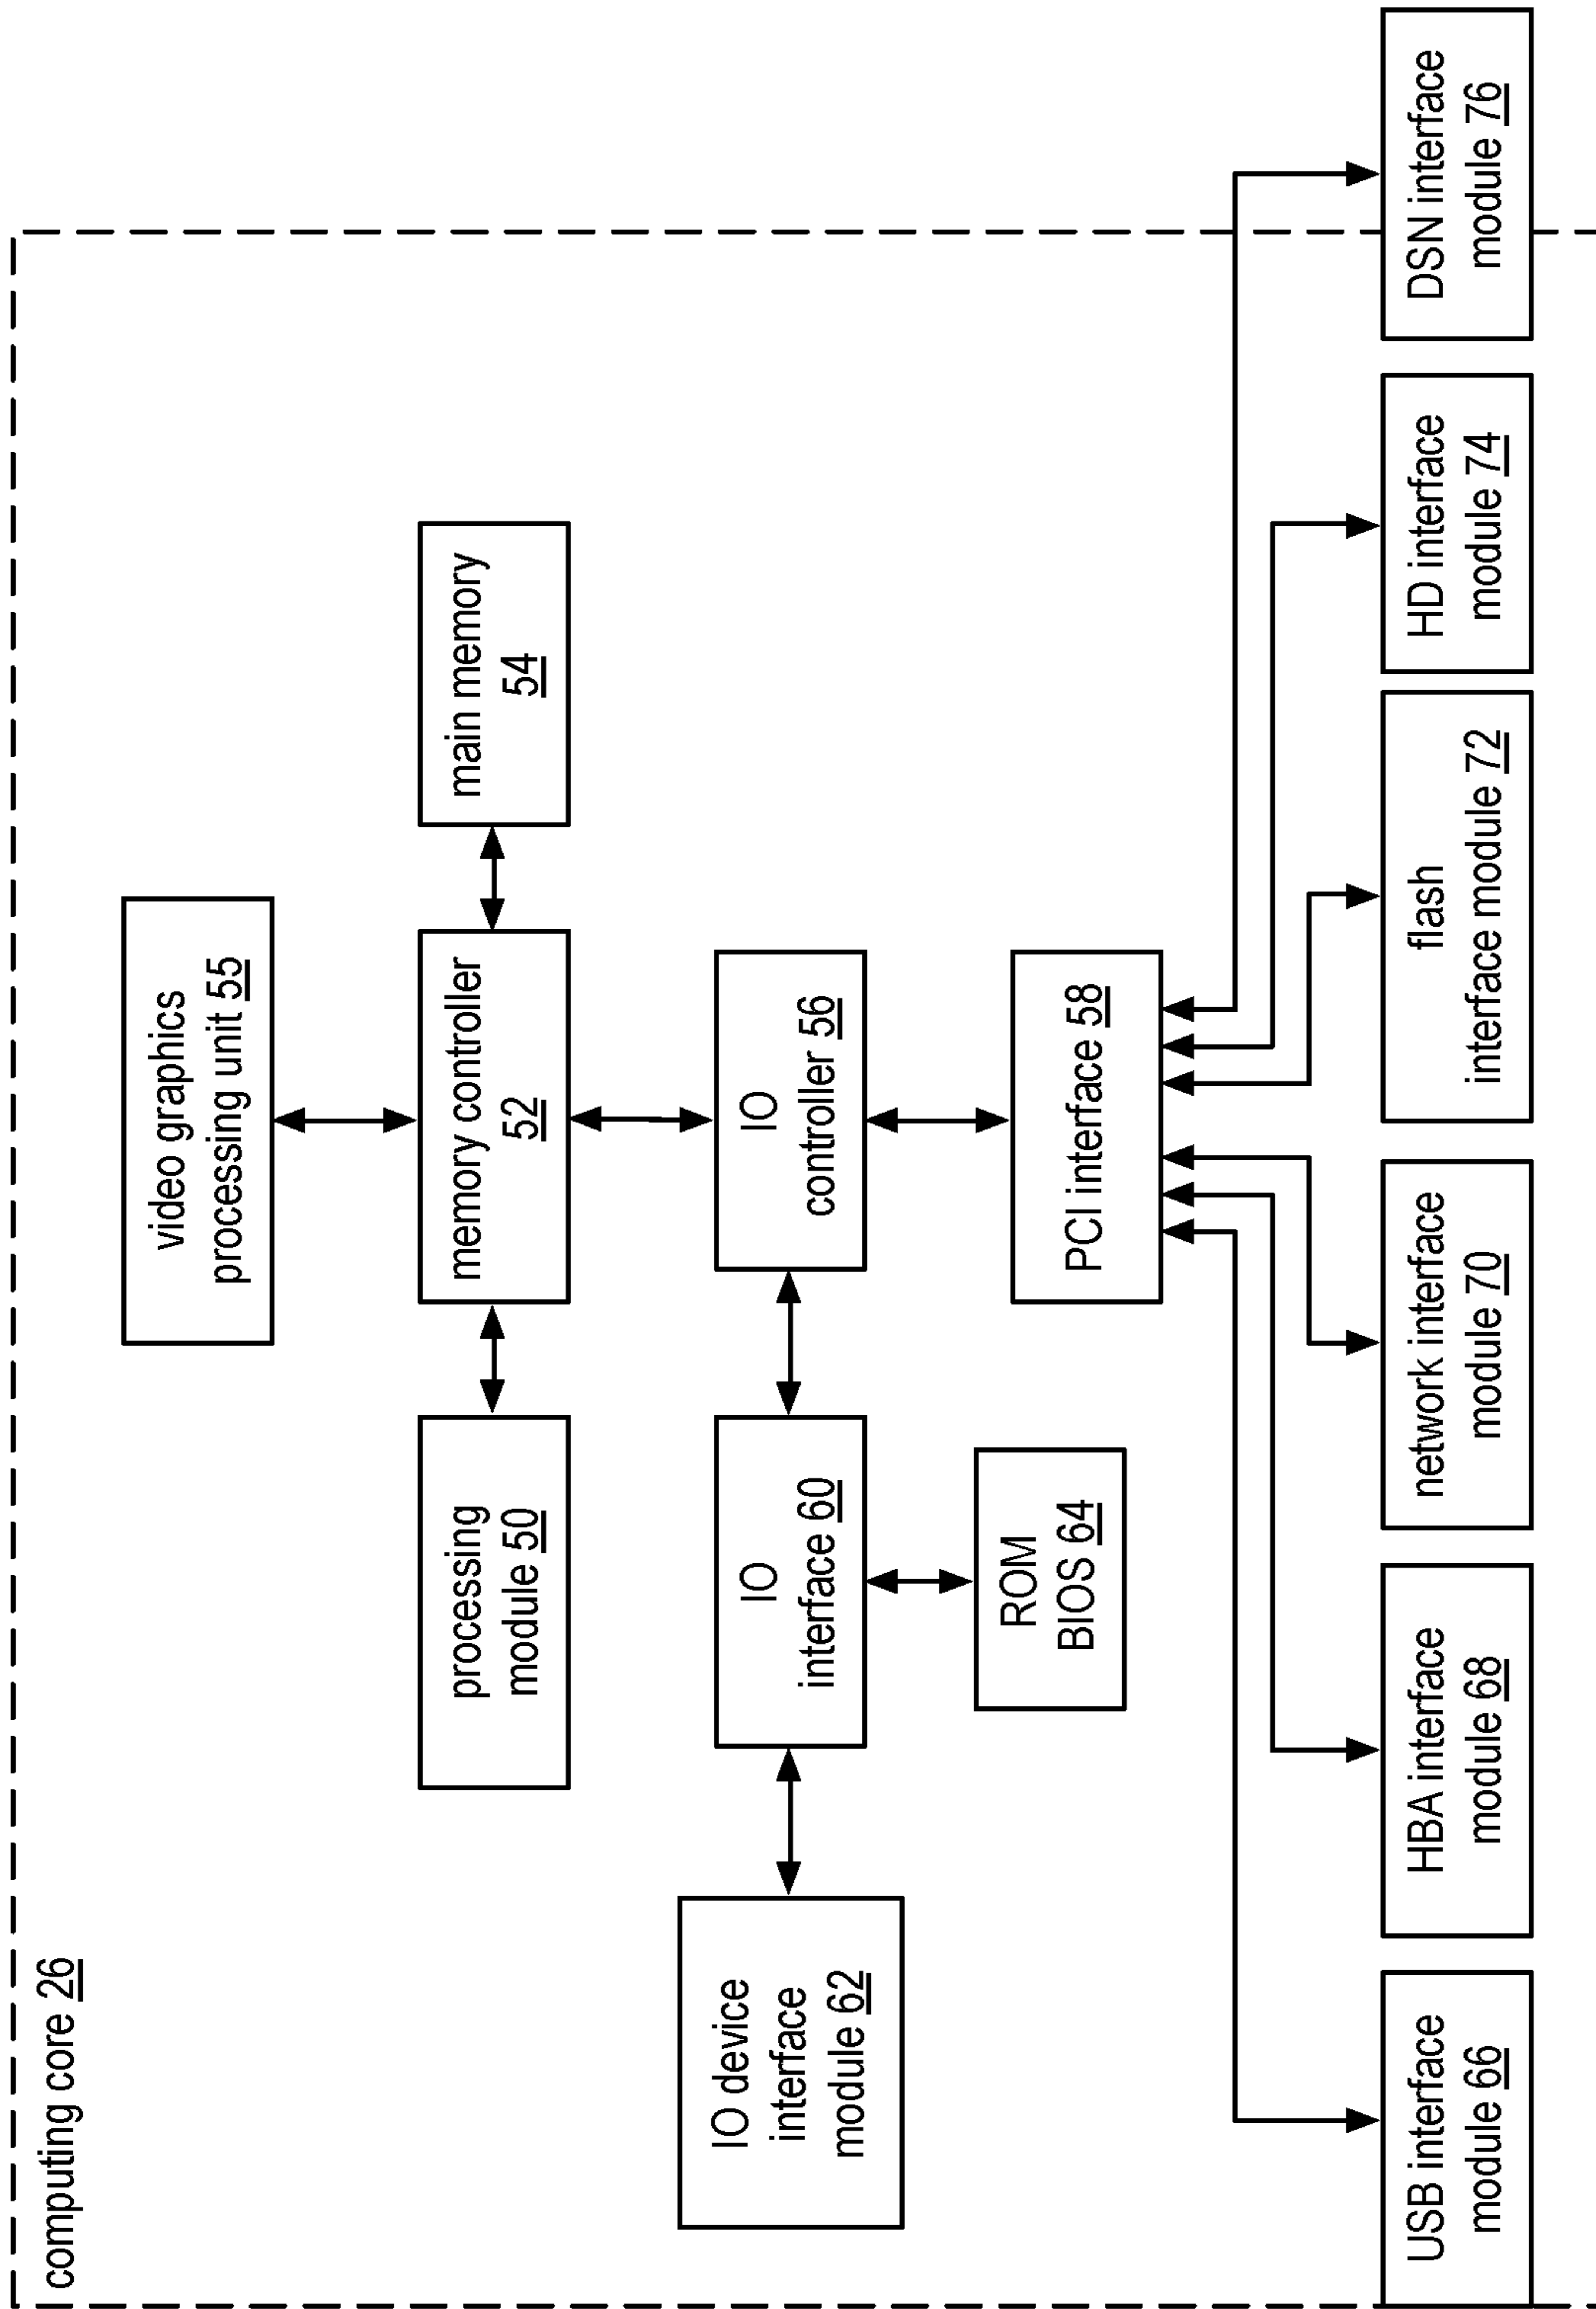 computing core 26
video graphics
processing unit 55
processing
module 50
memory controller
52
main memory
54
IO device
interface
module 62
IO
interface 60
IO
controller 56
ROM
BIOS 64
PCI interface 58
USB interface
module 66
HBA interface
module 68
network interface
module 70
flash
interface module 72
HD interface
module 74
DSN interface
module 76